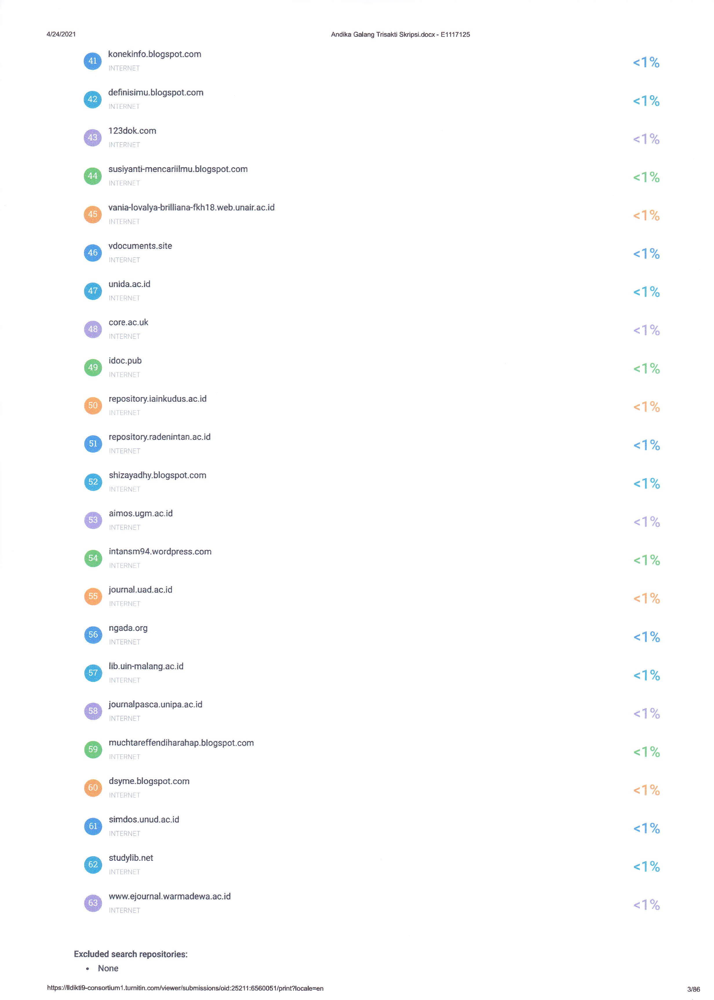 4/24/2021
Andika Galang Trisakti Skripsi.docx - E1117125
41
konekinfo.blogspot.com
INTERNET
<1%
42
definisimu.blogspot.com
INTERNET
<1%
43
123dok.com
INTERNET
<1%
44
susiyanti-mencariilmu.blogspot.com
INTERNET
<1%
45
vania-lovalya-brilliana-fkh18.web.unair.ac.id
INTERNET
<1%
46
vdocuments.site
INTERNET
<1%
47
unida.ac.id
INTERNET
<1%
48
core.ac.uk
INTERNET
<1%
49
idoc.pub
INTERNET
<1%
50
repository.iainkudus.ac.id
INTERNET
<1%
51
repository.radenintan.ac.id
INTERNET
<1%
52
shizayadhy.blogspot.com
INTERNET
<1%
53
aimos.ugm.ac.id
INTERNET
<1%
54
intansm94.wordpress.com
INTERNET
<1%
55
journal.uad.ac.id
INTERNET
<1%
56
ngada.org
INTERNET
<1%
57
lib.uin-malang.ac.id
INTERNET
<1%
58
journalpasca.unipa.ac.id
INTERNET
<1%
59
muchtareffendiharahap.blogspot.com
INTERNET
<1%
60
dsyme.blogspot.com
INTERNET
<1%
61
simdos.unud.ac.id
INTERNET
<1%
62
studylib.net
INTERNET
<1%
63
www.ejournal.warmadewa.ac.id
INTERNET
<1%
Excluded search repositories:
• None
https://lldikti9-consortium1.turnitin.com/viewer/submissions/oid:25211:6560051/print?locale=en
3/86